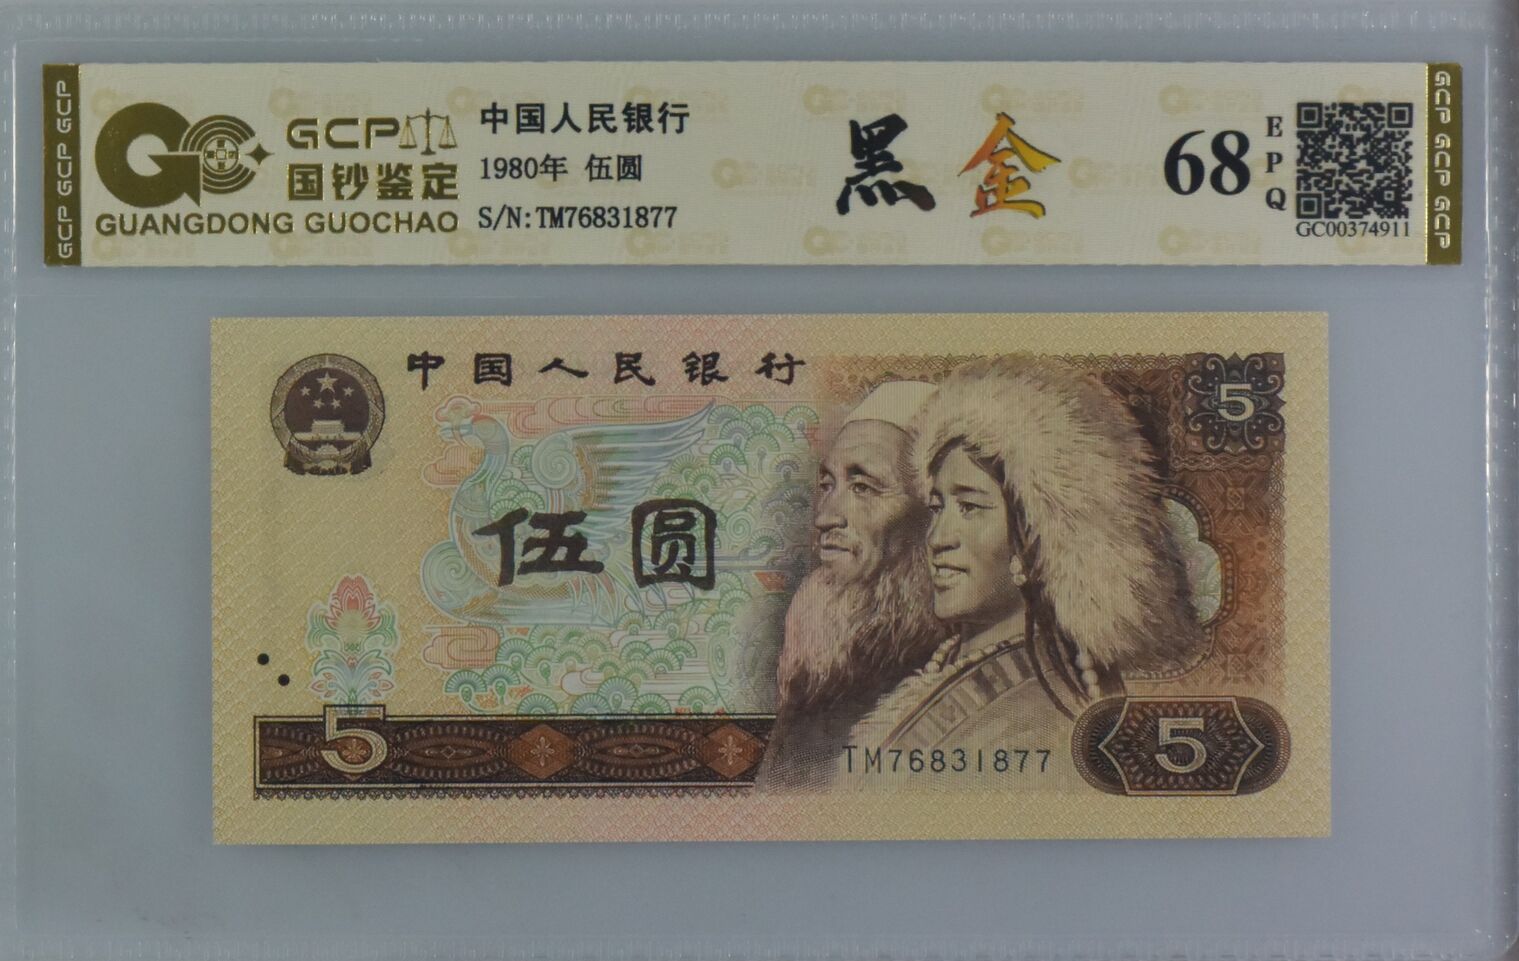 GCP GCP GCP
GCP
国钞鉴定
GUANGDONG GUOCHAO
中国人民银行
1980年 伍圆
S/N:TM76831877
黑金
68
EPQ
GC00374911
GCP GCP GCP
中国人民银行
5
伍圆
5
TM76831877
5